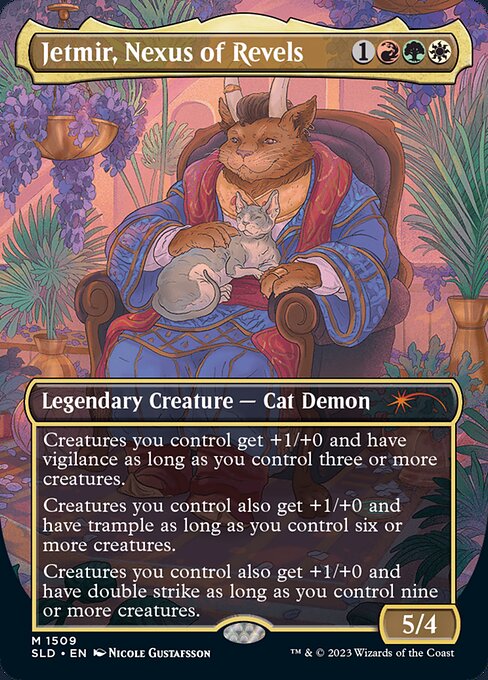 Jetmir, Nexus of Revels 1
Legendary Creature — Cat Demon
Creatures you control get +1/+0 and have
vigilance as long as you control three or more
creatures.
Creatures you control also get +1/+0 and
have trample as long as you control six or
more creatures.
Creatures you control also get +1/+0 and
have double strike as long as you control nine
or more creatures.
5/4
M 1509
SLD • EN Nicole Gustafsson
™ & © 2023 Wizards of the Coast